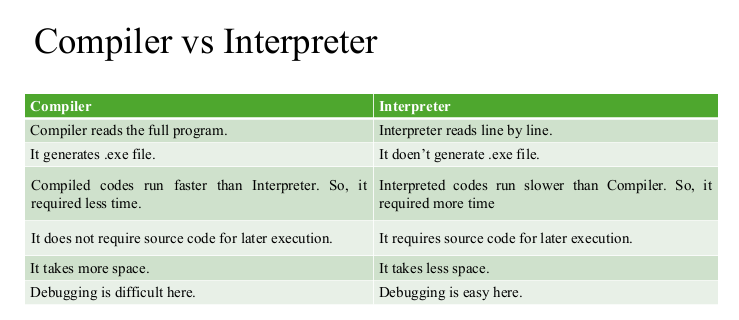 Compiler vs Interpreter
Compiler
Interpreter
Compiler reads the full program.
Interpreter reads line by line.
It generates .exe file.
It doen’t generate .exe file.
Compiled codes run faster than Interpreter. So, it
required less time.
Interpreted codes run slower than Compiler. So, it
required more time
It does not require source code for later execution.
It requires source code for later execution.
It takes more space.
It takes less space.
Debugging is difficult here.
Debugging is easy here.